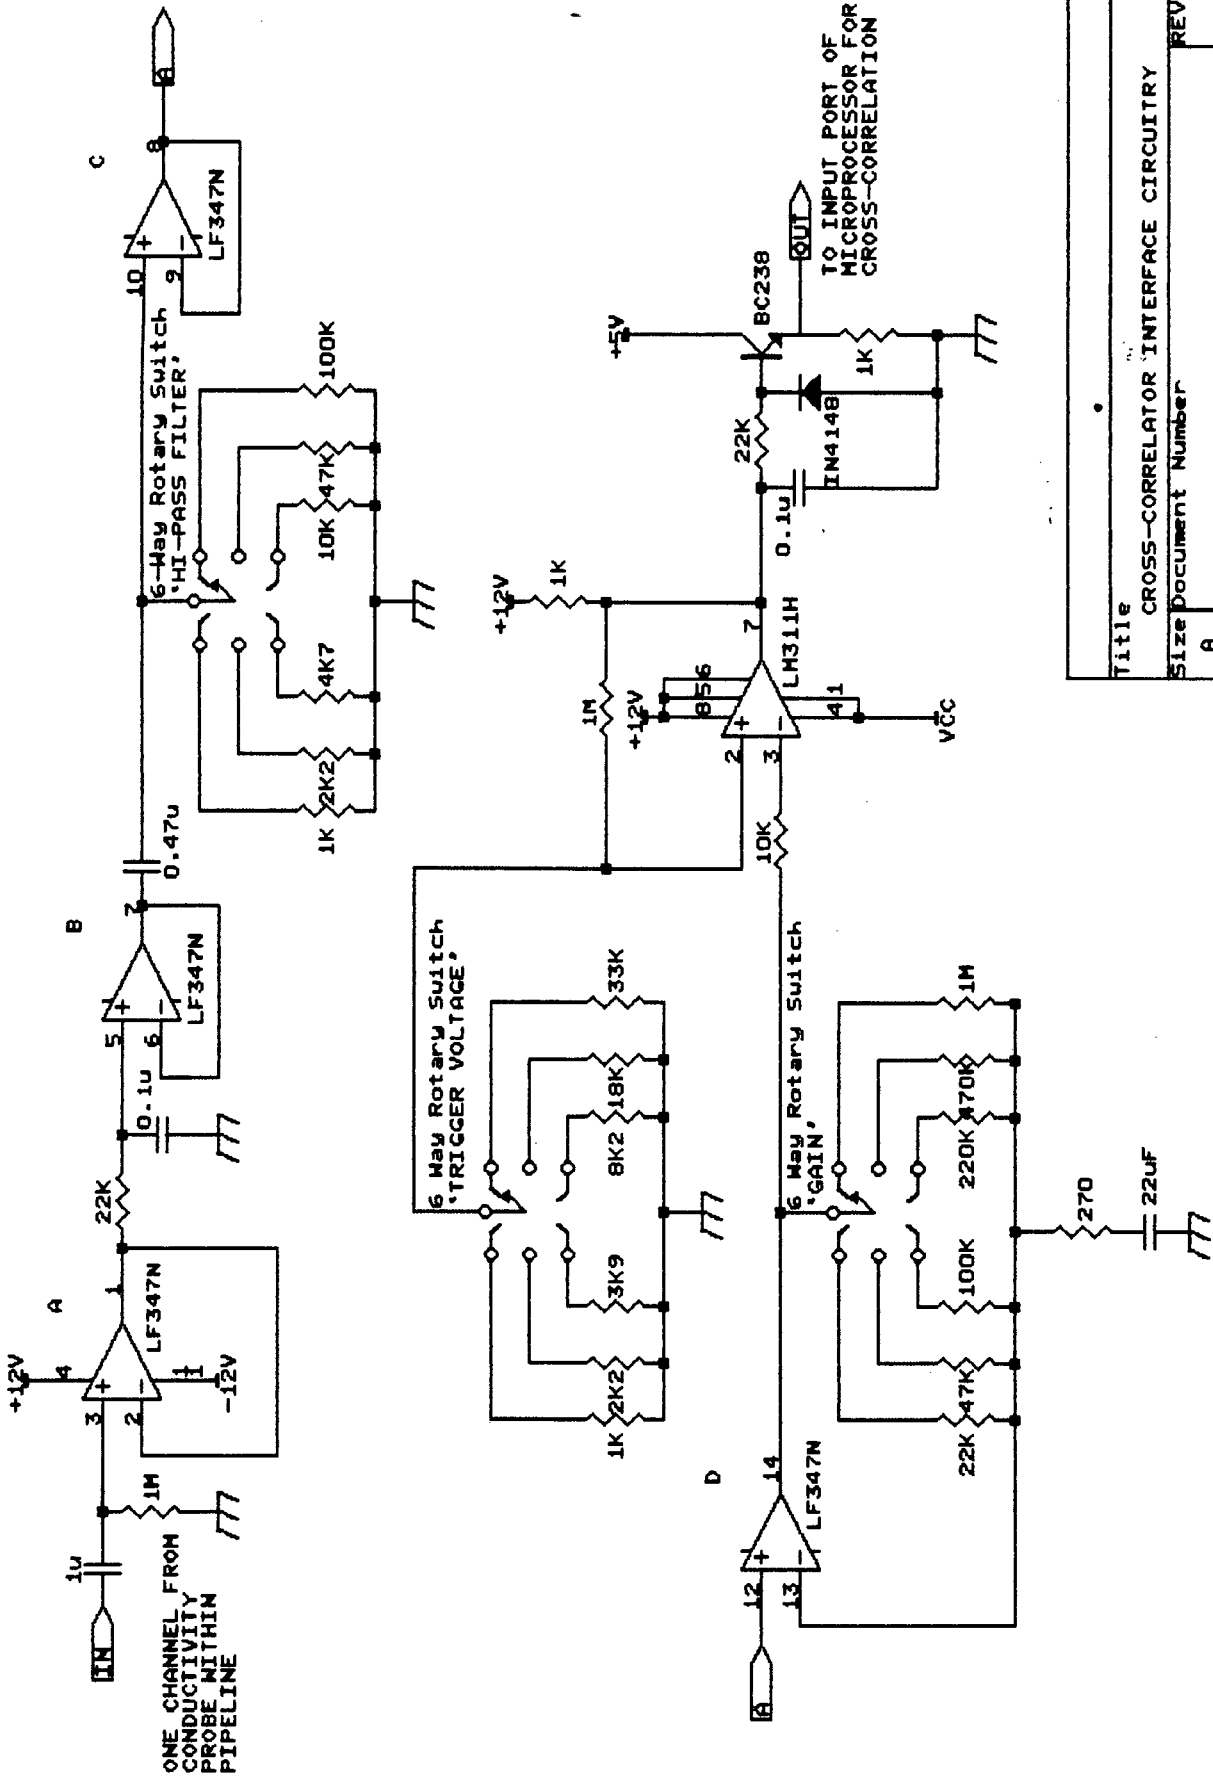 +12V
A
4
3
2
1
11
-12V
LF347N
IN
1u
1M
ONE CHANNEL FROM
CONDUCTIVITY
PROBE WITHIN
PIPELINE
22K
0.1u
B
5
6
7
LF347N
0.47u
6-Way Rotary Switch
'HI-PASS FILTER'
1K
2K2
4K7
10K
47K
100K
C
10
9
8
LF347N
A
6 Way Rotary Switch
'TRIGGER VOLTAGE'
1K
2K2
3K9
8K2
18K
33K
1M
+12V
1K
+12V
8
5
6
2
3
7
4
1
LM311H
VCC
10K
0.1u
22K
IN4148
+5V
BC238
1K
OUT
TO INPUT PORT OF
MICROPROCESSOR FOR
CROSS-CORRELATION
A
D
12
13
14
LF347N
6 Way Rotary Switch
'GAIN'
22K
47K
100K
220K
470K
1M
270
22uF
Title
CROSS-CORRELATOR INTERFACE CIRCUITRY
Size
Document Number
REV
A